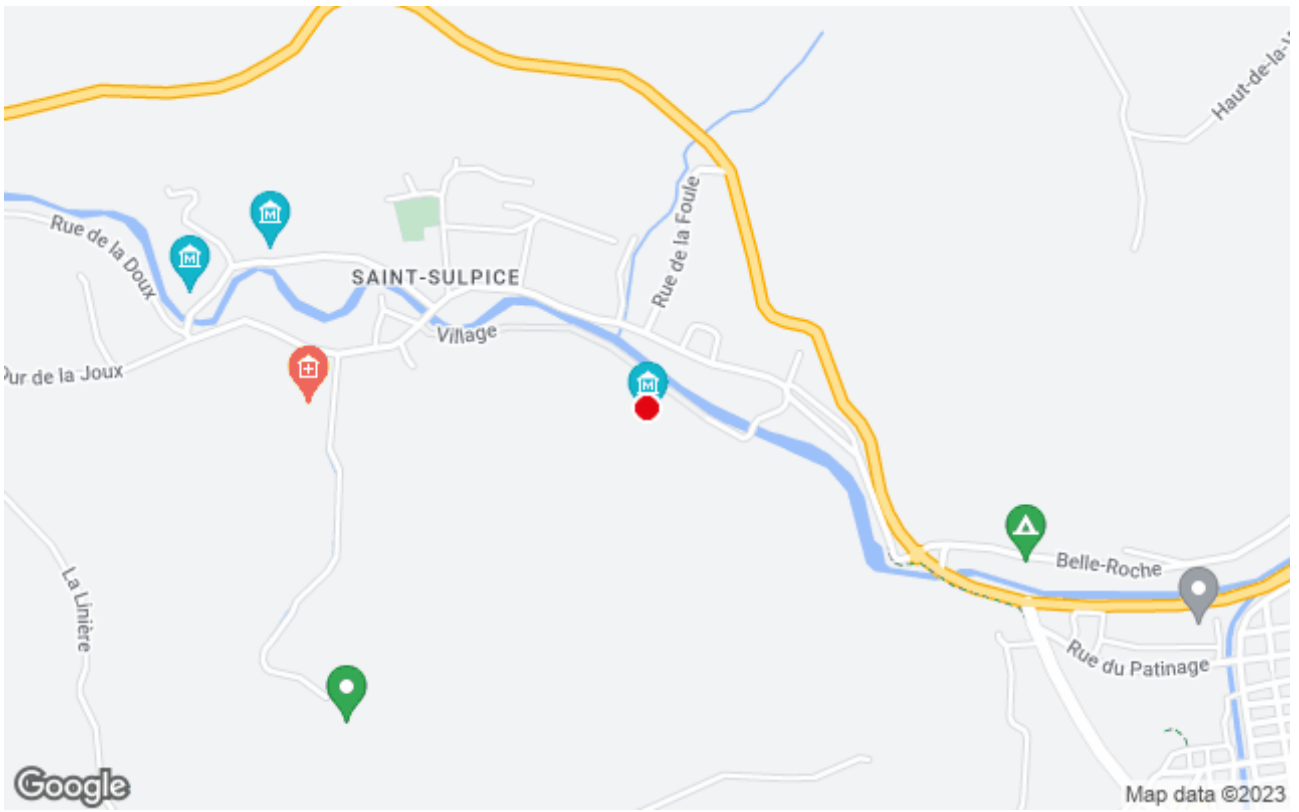 Haut-de-la-V
Rue de la Foule
Rue de la Doux
SAINT-SULPICE
Village
Pur de la Joux
M
M
M
La Linière
Belle-Roche
Rue du Patinage
Google
Map data ©2023